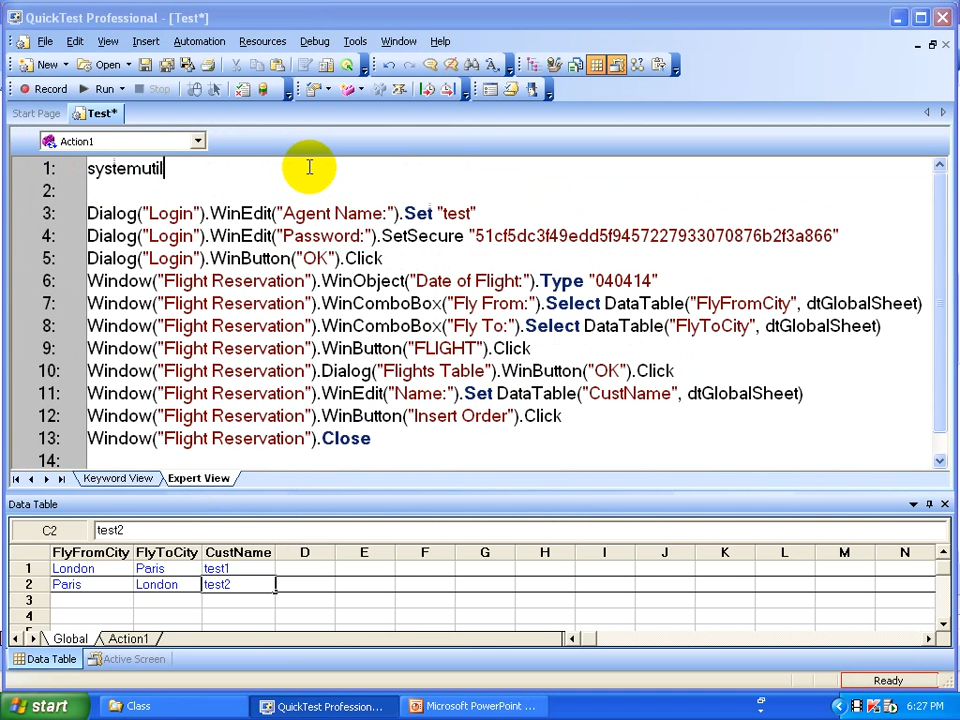 QuickTest Professional - [Test*]
File Edit View Insert Automation Resources Debug Tools Window Help
New Open
Record Run Stop
Start Page Test*
Action1
1: systemutil
2:
3: Dialog("Login").WinEdit("Agent Name:").Set "test"
4: Dialog("Login").WinEdit("Password:").SetSecure "51cf5dc3f49edd5f9457227933070876b2f3a866"
5: Dialog("Login").WinButton("OK").Click
6: Window("Flight Reservation").WinObject("Date of Flight:").Type "040414"
7: Window("Flight Reservation").WinComboBox("Fly From:").Select DataTable("FlyFromCity", dtGlobalSheet)
8: Window("Flight Reservation").WinComboBox("Fly To:").Select DataTable("FlyToCity", dtGlobalSheet)
9: Window("Flight Reservation").WinButton("FLIGHT").Click
10: Window("Flight Reservation").Dialog("Flights Table").WinButton("OK").Click
11: Window("Flight Reservation").WinEdit("Name:").Set DataTable("CustName", dtGlobalSheet)
12: Window("Flight Reservation").WinButton("Insert Order").Click
13: Window("Flight Reservation").Close
14:
Keyword View Expert View
Data Table
C2 test2
FlyFromCity FlyToCity CustName D E F G H I J K L M N
1 London Paris test1
2 Paris London test2
3
4
Global Action1
Data Table Active Screen
Ready
start Class QuickTest Profession... Microsoft PowerPoint ... 6:27 PM